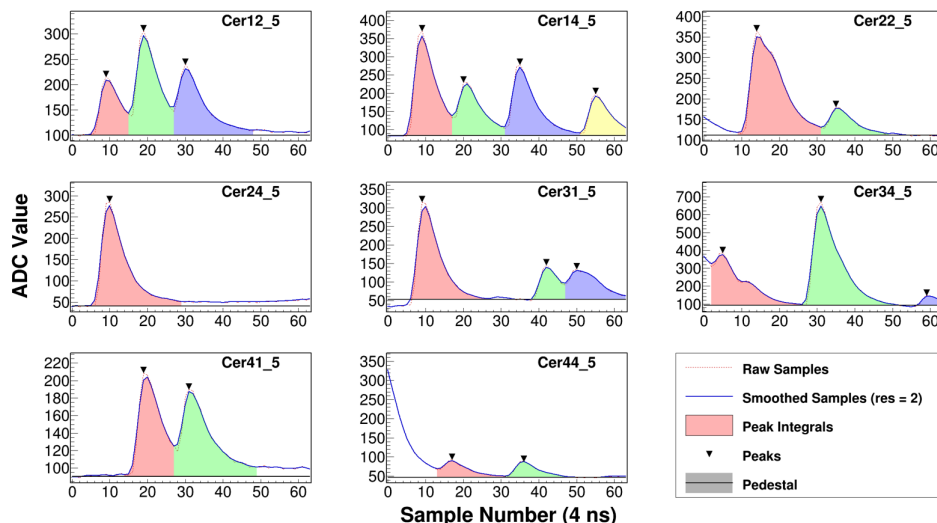 Cer12_5
300
250
200
150
100
0 10 20 30 40 50 60
Cer14_5
400
350
300
250
200
150
100
0 10 20 30 40 50 60
Cer22_5
400
350
300
250
200
150
100
0 10 20 30 40 50 60
Cer24_5
300
250
200
150
100
50
0 10 20 30 40 50 60
Cer31_5
350
300
250
200
150
100
50
0 10 20 30 40 50 60
Cer34_5
700
600
500
400
300
200
100
0 10 20 30 40 50 60
Cer41_5
220
200
180
160
140
120
100
0 10 20 30 40 50 60
Cer44_5
350
300
250
200
150
100
50
0 10 20 30 40 50 60
Raw Samples
Smoothed Samples (res = 2)
Peak Integrals
Peaks
Pedestal
ADC Value
Sample Number (4 ns)